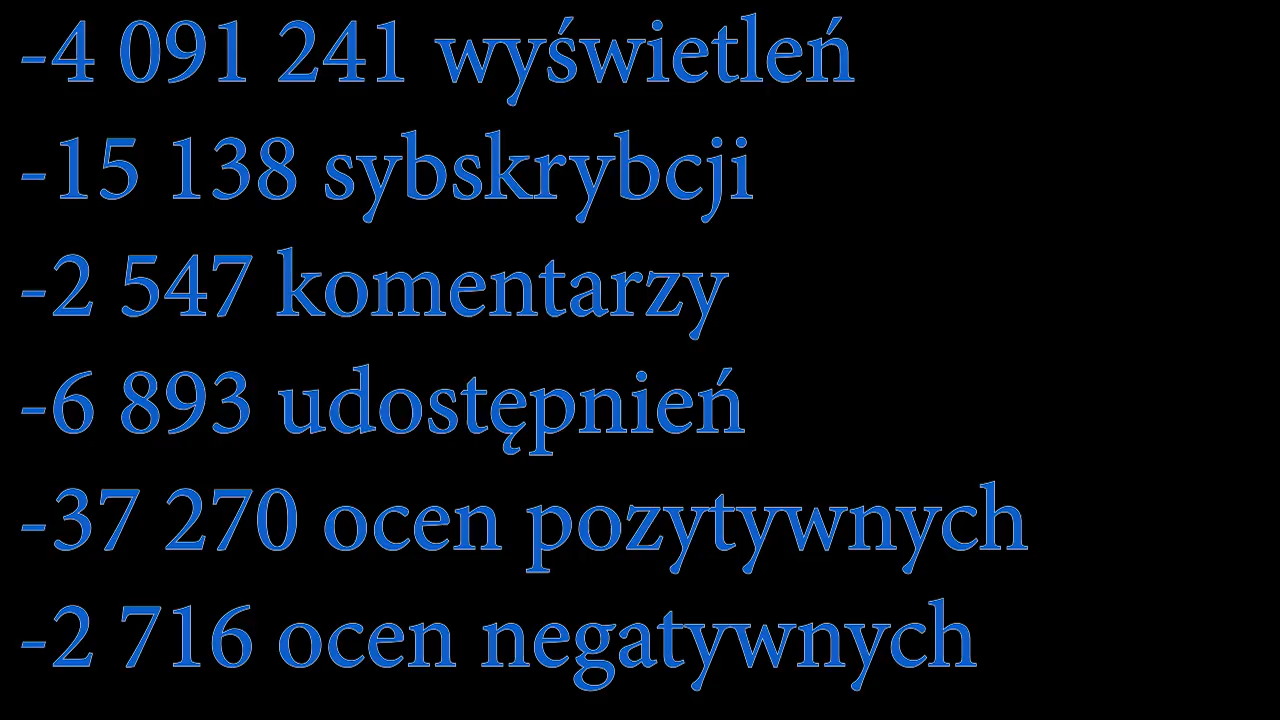 -4 091 241 wyświetleń
-15 138 sybskrybcji
-2 547 komentarzy
-6 893 udostępnień
-37 270 ocen pozytywnych
-2 716 ocen negatywnych